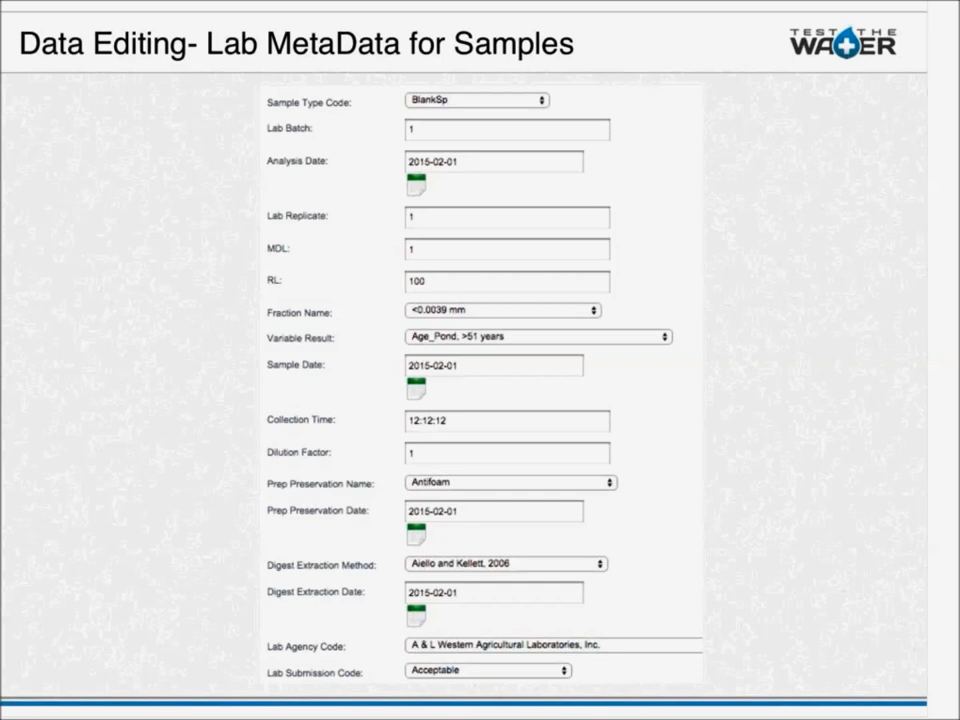 Data Editing- Lab MetaData for Samples
TEST THE
WATER
Sample Type Code: BlankSp
Lab Batch: 1
Analysis Date: 2015-02-01
Lab Replicate: 1
MDL: 1
RL: 100
Fraction Name: <0.0039 mm
Variable Result: Age_Pond, >51 years
Sample Date: 2015-02-01
Collection Time: 12:12:12
Dilution Factor: 1
Prep Preservation Name: Antifoam
Prep Preservation Date: 2015-02-01
Digest Extraction Method: Aiello and Kellett, 2006
Digest Extraction Date: 2015-02-01
Lab Agency Code: A & L Western Agricultural Laboratories, Inc.
Lab Submission Code: Acceptable